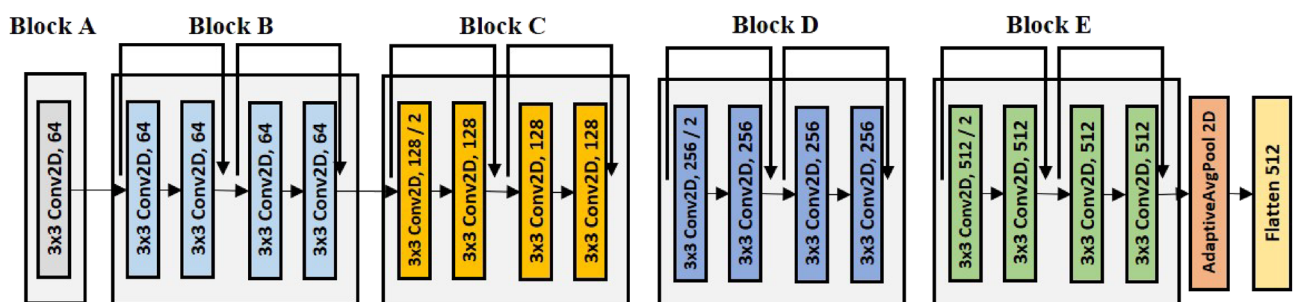 Block A
Block B
Block C
Block D
Block E
3x3 Conv2D, 64
3x3 Conv2D, 64
3x3 Conv2D, 64
3x3 Conv2D, 64
3x3 Conv2D, 64
3x3 Conv2D, 128 / 2
3x3 Conv2D, 128
3x3 Conv2D, 128
3x3 Conv2D, 128
3x3 Conv2D, 256 / 2
3x3 Conv2D, 256
3x3 Conv2D, 256
3x3 Conv2D, 256
3x3 Conv2D, 512 / 2
3x3 Conv2D, 512
3x3 Conv2D, 512
3x3 Conv2D, 512
AdaptiveAvgPool 2D
Flatten 512